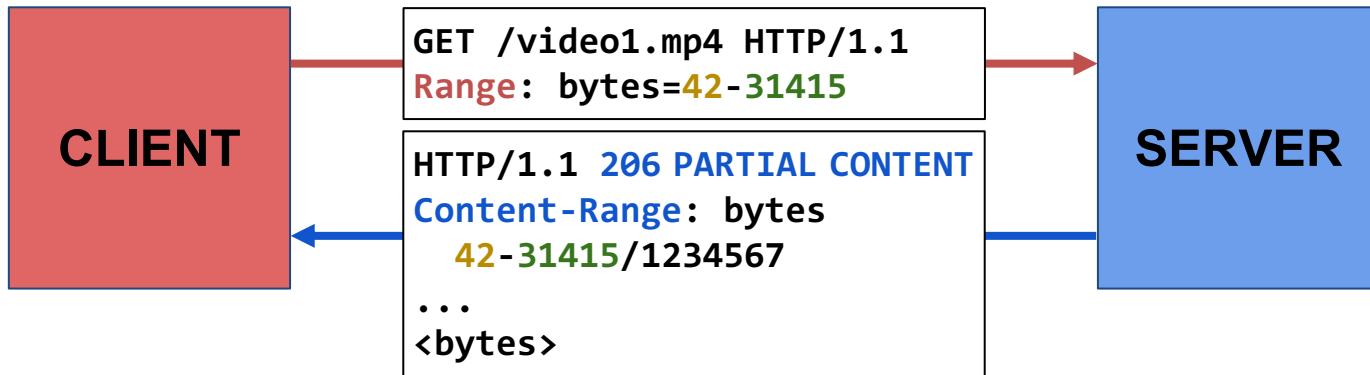 CLIENT
GET /video1.mp4 HTTP/1.1
Range: bytes=42-31415
HTTP/1.1 206 PARTIAL CONTENT
Content-Range: bytes
42-31415/1234567
...
<bytes>
SERVER